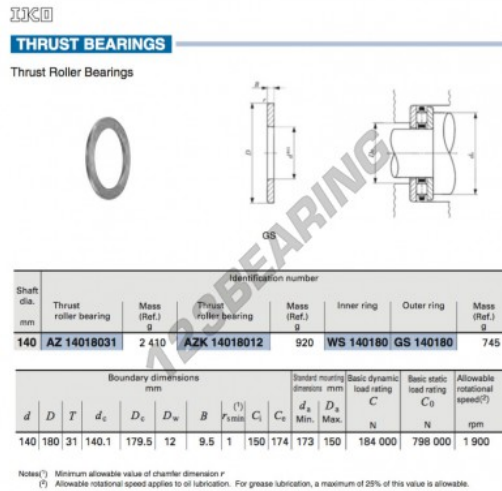 IKO
THRUST BEARINGS
Thrust Roller Bearings
B
r
D
d
Da
da
GS
123BEARING
Identification number
Shaft dia. mm Thrust roller bearing Mass (Ref.) g Thrust roller bearing Mass (Ref.) g Inner ring Outer ring Mass (Ref.) g
140 AZ 14018031 2 410 AZK 14018012 920 WS 140180 GS 140180 745
Boundary dimensions mm Standard mounting dimensions mm Basic dynamic load rating C N Basic static load rating C0 N Allowable rotational speed(2) rpm
d D T dc Dc Dw B rs min(1) Ci Ce da Min. Da Max.
140 180 31 140.1 179.5 12 9.5 1 150 174 173 150 184 000 798 000 1 900
Notes(1) Minimum allowable value of chamfer dimension r
(2) Allowable rotational speed applies to oil lubrication. For grease lubrication, a maximum of 25% of this value is allowable.